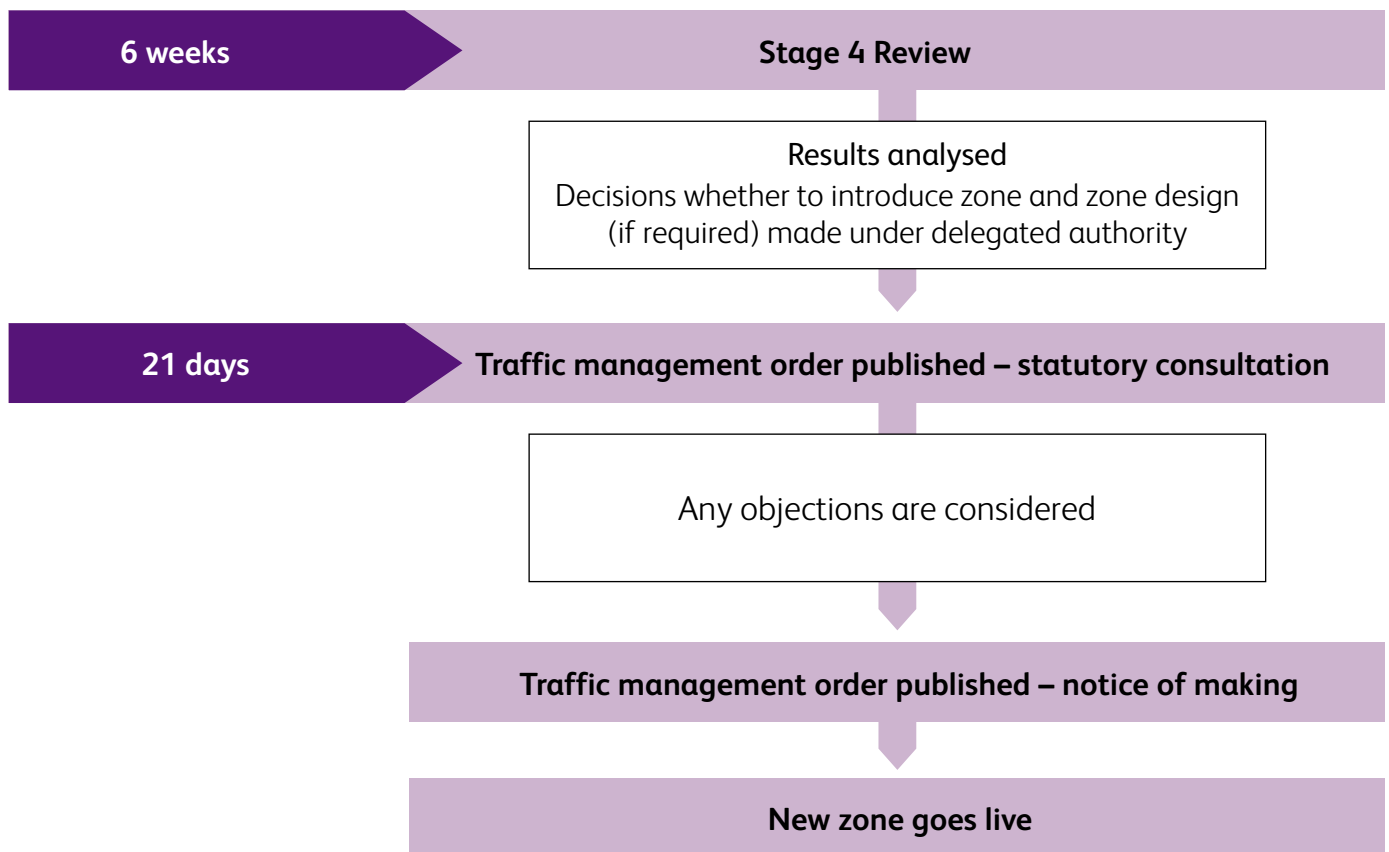 6 weeks
Stage 4 Review
Results analysed
Decisions whether to introduce zone and zone design
(if required) made under delegated authority
21 days
Traffic management order published – statutory consultation
Any objections are considered
Traffic management order published – notice of making
New zone goes live